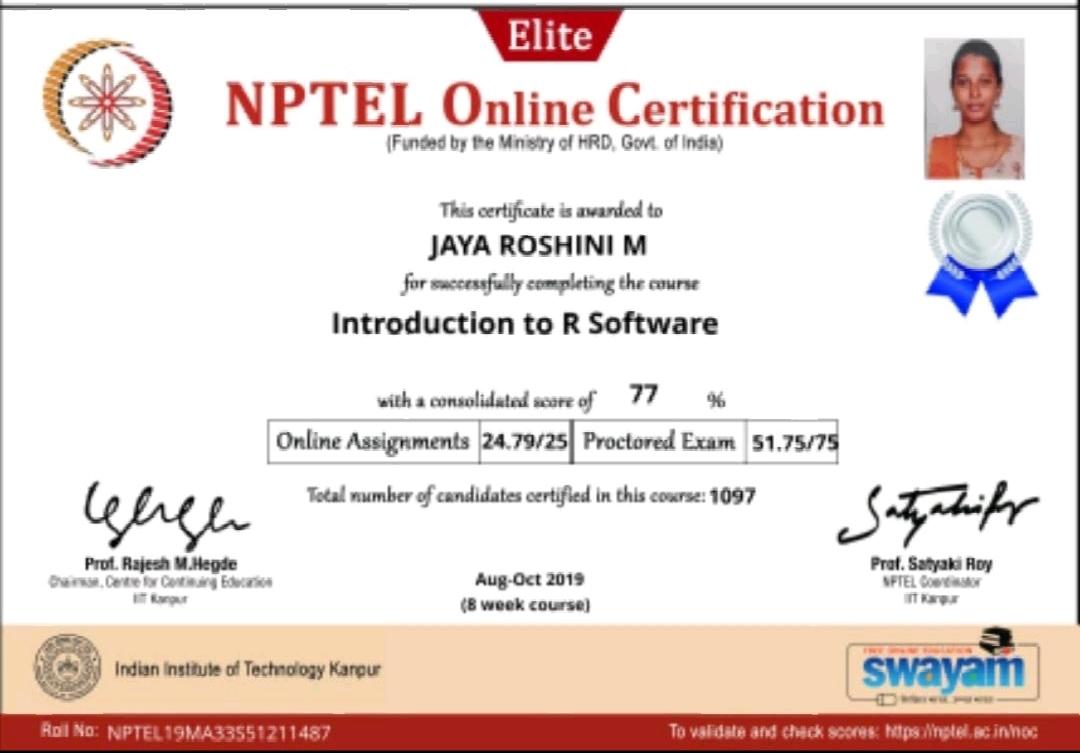 Elite
NPTEL Online Certification
(Funded by the Ministry of HRD, Govt. of India)
This certificate is awarded to
JAYA ROSHINI M
for successfully completing the course
Introduction to R Software
with a consolidated score of 77 %
Online Assignments 24.79/25 Proctored Exam 51.75/75
Total number of candidates certified in this course: 1097
Prof. Rajesh M.Hegde
Chairman, Centre for Continuing Education
IIT Kanpur
Aug-Oct 2019
(8 week course)
Prof. Satyaki Roy
NPTEL Coordinator
IIT Kanpur
Indian Institute of Technology Kanpur
FREE ONLINE EDUCATION
swayam
Roll No: NPTEL19MA33S51211487
To validate and check scores: https://nptel.ac.in/noc